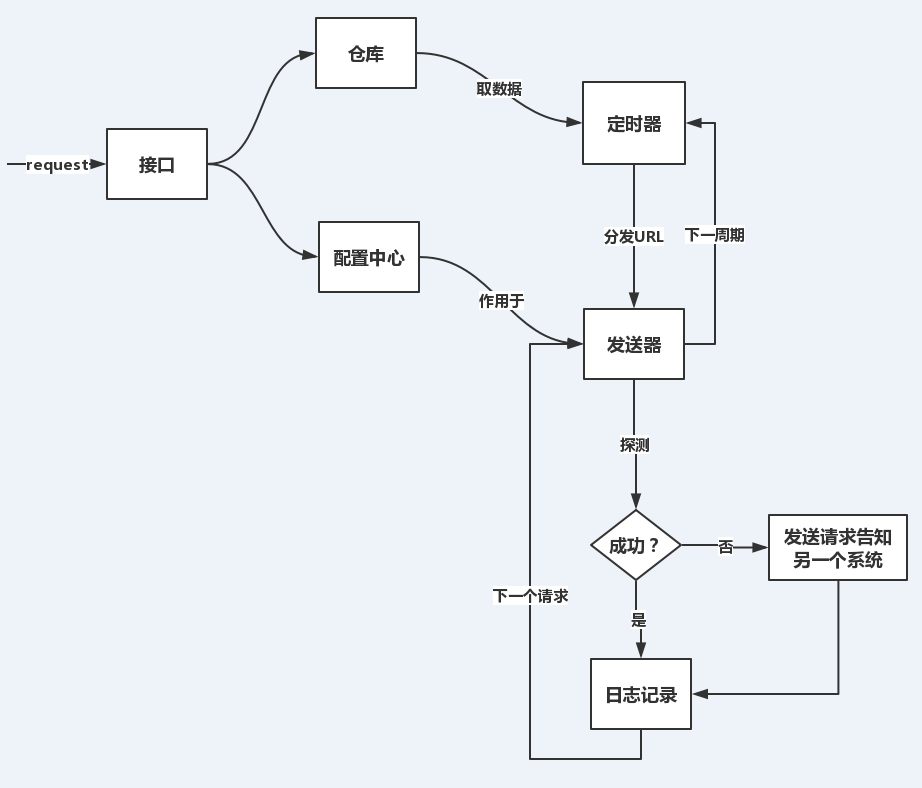 仓库
取数据
定时器
request
接口
分发URL
下一周期
配置中心
作用于
发送器
探测
成功？
否
发送请求告知
另一个系统
下一个请求
是
日志记录